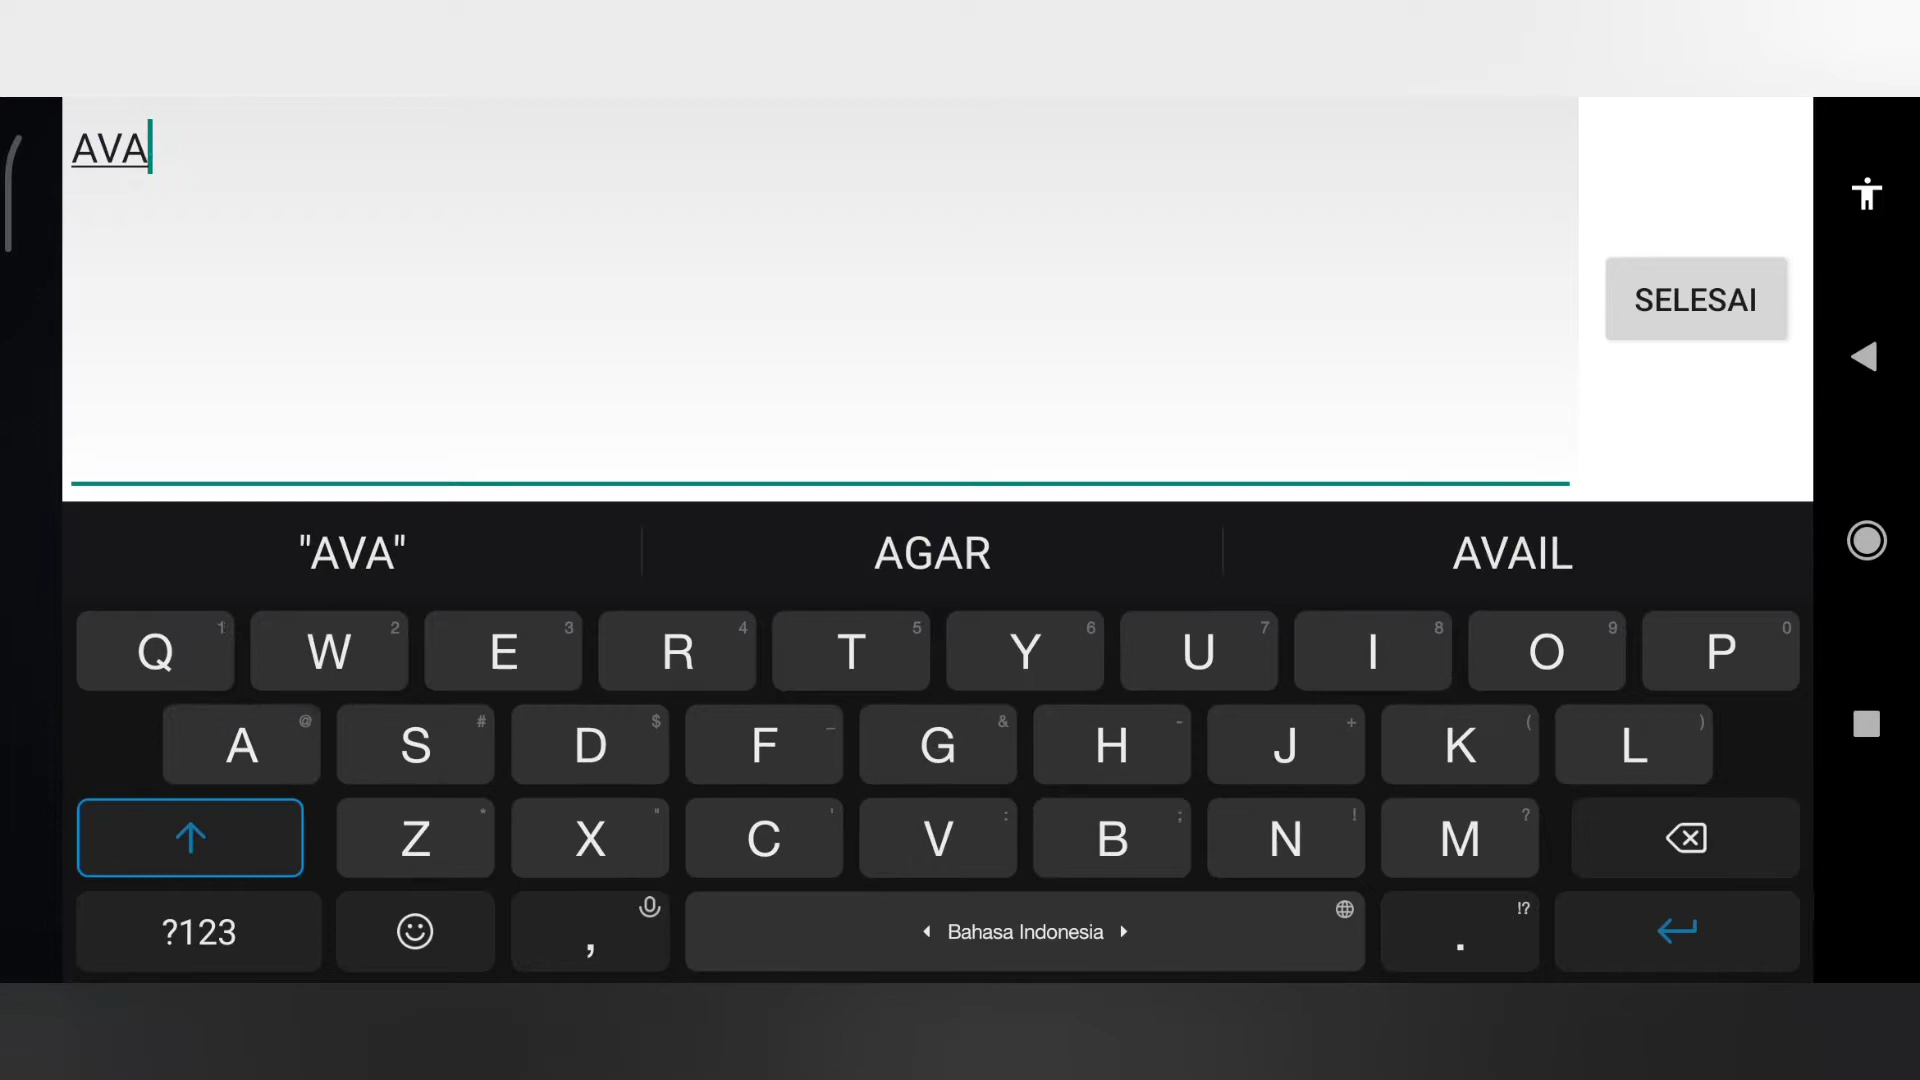 AVA
SELESAI
"AVA" AGAR AVAIL
Q 1 W 2 E 3 R 4 T 5 Y 6 U 7 I 8 O 9 P 0
A @ S # D $ F _ G & H - J + K ( L )
Z * X " C ' V : B ; N ! M ?
?123 , Bahasa Indonesia . !?